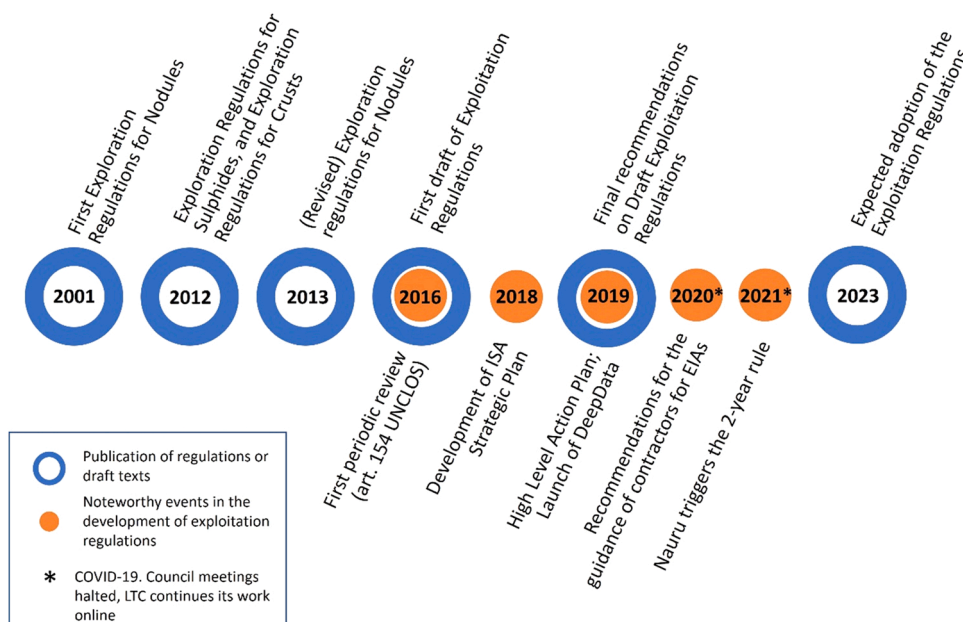 First Exploration
Regulations for Nodules
Exploration Regulations for
Sulphides, and Exploration
Regulations for Crusts
(Revised) Exploration
regulations for Nodules
First draft of Exploitation
Regulations
Final recommendations
on Draft Exploitation
Regulations
Expected adoption of the
Exploitation Regulations
2001
2012
2013
2016
2018
2019
2020*
2021*
2023
First periodic review
(art. 154 UNCLOS)
Development of ISA
Strategic Plan
High Level Action Plan;
Launch of DeepData
Recommendations for the
guidance of contractors for EIAs
Nauru triggers the 2-year rule
Publication of regulations or
draft texts
Noteworthy events in the
development of exploitation
regulations
* COVID-19. Council meetings
halted, LTC continues its work
online